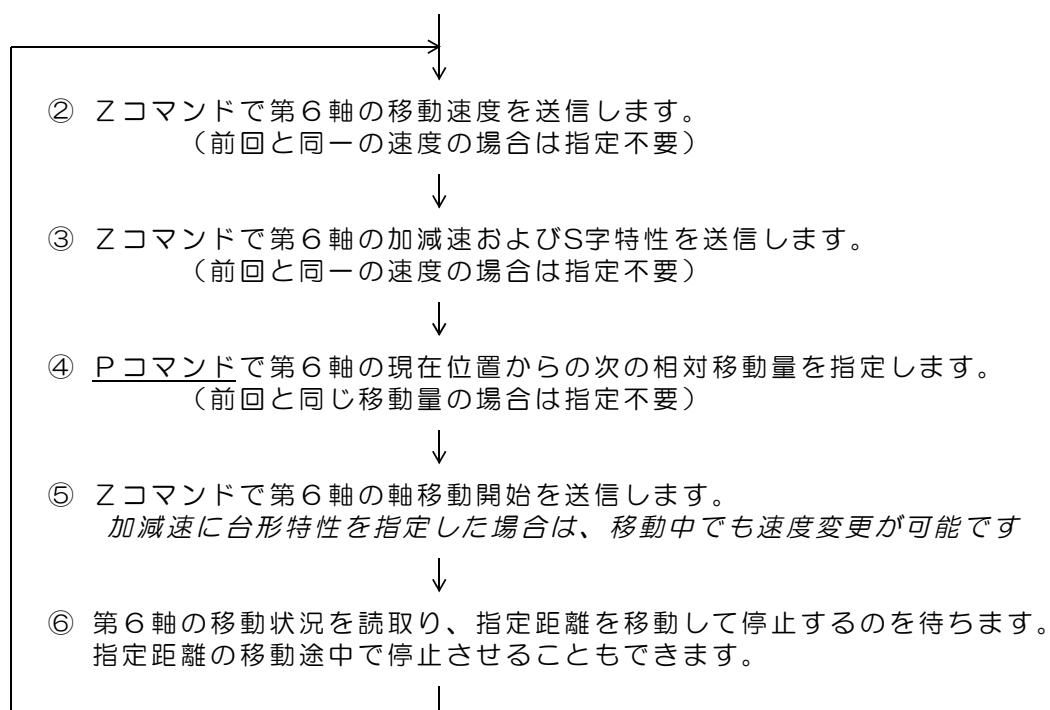 ② Ｚコマンドで第６軸の移動速度を送信します。
（前回と同一の速度の場合は指定不要）
③ Ｚコマンドで第６軸の加減速およびS字特性を送信します。
（前回と同一の速度の場合は指定不要）
④ Ｐコマンドで第６軸の現在位置からの次の相対移動量を指定します。
（前回と同じ移動量の場合は指定不要）
⑤ Ｚコマンドで第６軸の軸移動開始を送信します。
加減速に台形特性を指定した場合は、移動中でも速度変更が可能です
⑥ 第６軸の移動状況を読取り、指定距離を移動して停止するのを待ちます。
指定距離の移動途中で停止させることもできます。